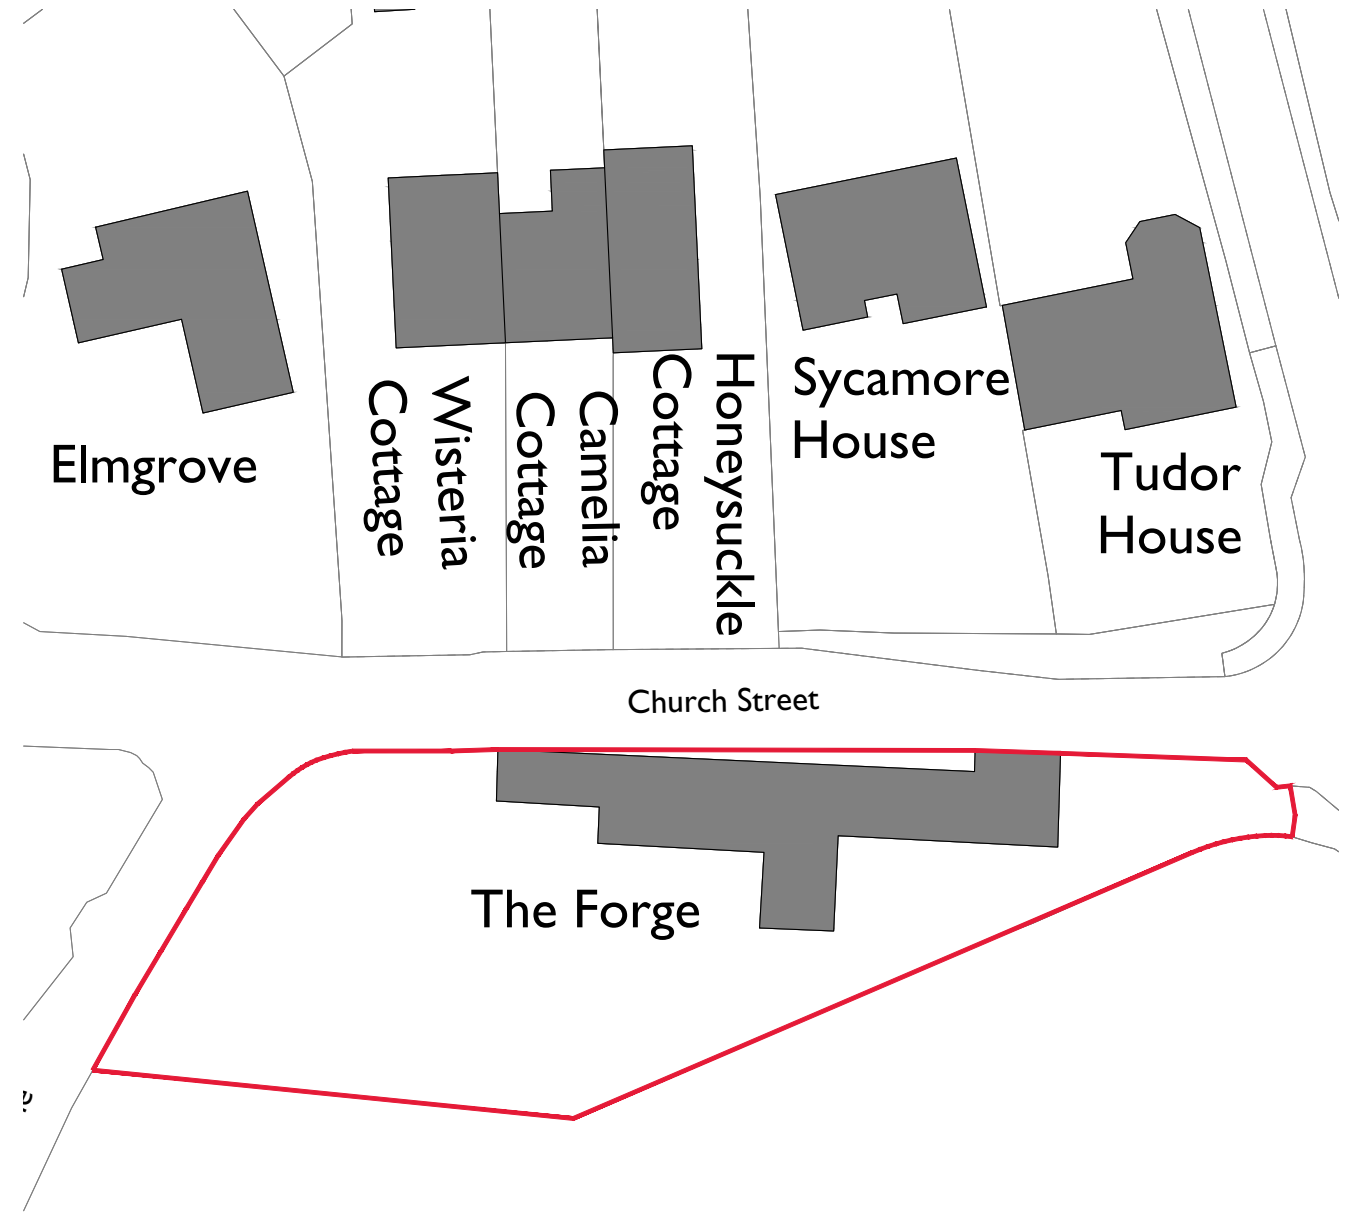 Elmgrove
Wisteria
Cottage
Camelia
Cottage
Honeysuckle
Cottage
Sycamore
House
Tudor
House
Church Street
The Forge